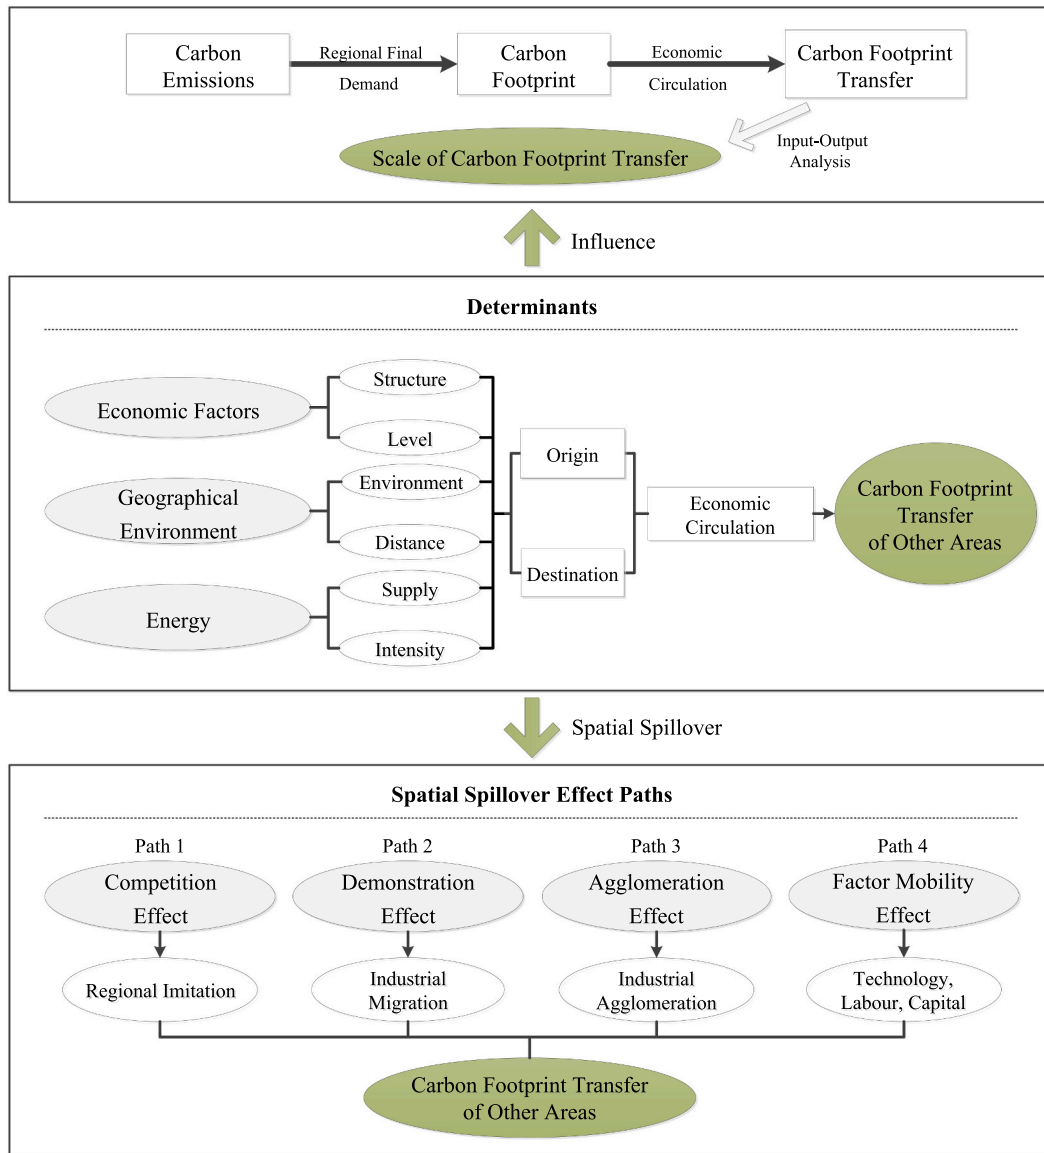 Carbon
Emissions
Regional Final
Demand
Carbon
Footprint
Economic
Circulation
Carbon Footprint
Transfer
Input-Output
Analysis
Scale of Carbon Footprint Transfer
Influence
Determinants
Economic Factors
Structure
Level
Geographical
Environment
Environment
Distance
Energy
Supply
Intensity
Origin
Destination
Economic
Circulation
Carbon Footprint
Transfer
of Other Areas
Spatial Spillover
Spatial Spillover Effect Paths
Path 1
Competition
Effect
Regional Imitation
Path 2
Demonstration
Effect
Industrial
Migration
Path 3
Agglomeration
Effect
Industrial
Agglomeration
Path 4
Factor Mobility
Effect
Technology,
Labour, Capital
Carbon Footprint Transfer
of Other Areas